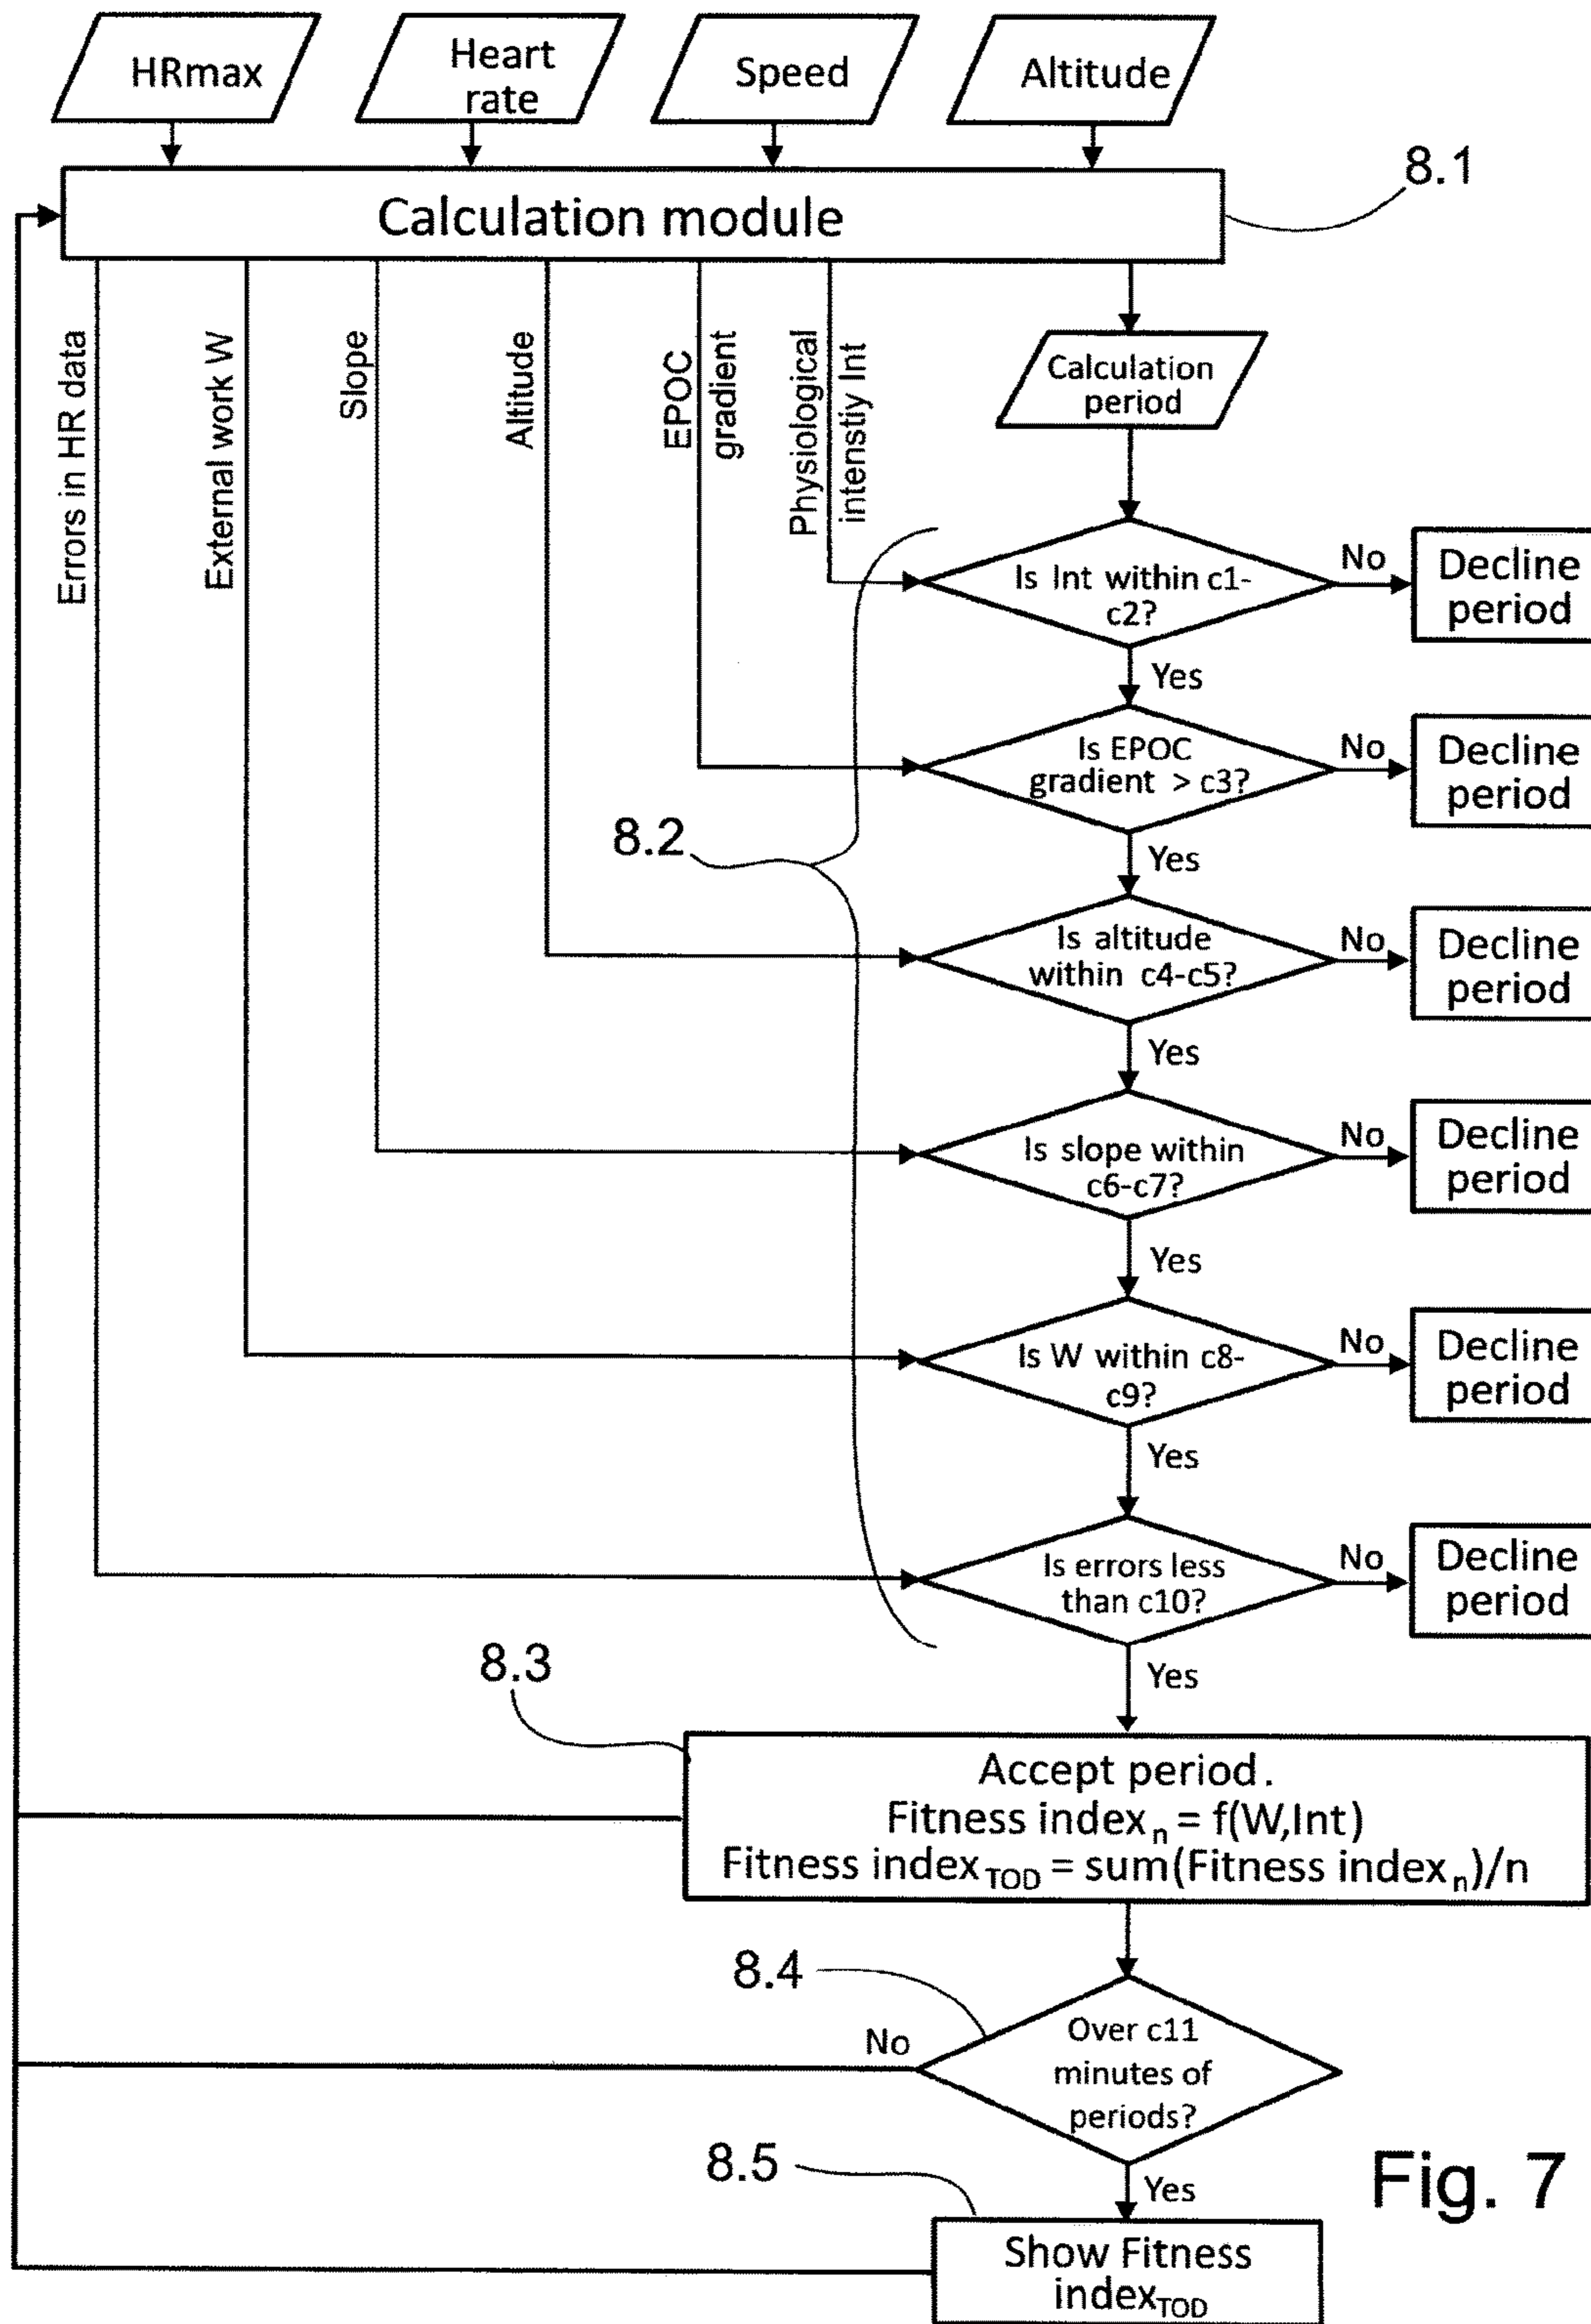 HRmax
Heart
rate
Speed
Altitude
8.1
Calculation module
Errors in HR data
External work W
Slope
Altitude
EPOC
gradient
Physiological
intenstiy Int
Calculation
period
Is Int within c1-
c2?
No
Decline
period
Yes
Is EPOC
gradient > c3?
No
Decline
period
8.2
Yes
Is altitude
within c4-c5?
No
Decline
period
Yes
Is slope within
c6-c7?
No
Decline
period
Yes
Is W within c8-
c9?
No
Decline
period
Yes
Is errors less
than c10?
No
Decline
period
8.3
Yes
Accept period.
Fitness indexn = f(W,Int)
Fitness indexTOD = sum(Fitness indexn)/n
8.4
No
Over c11
minutes of
periods?
8.5
Yes
Fig. 7
Show Fitness
indexTOD